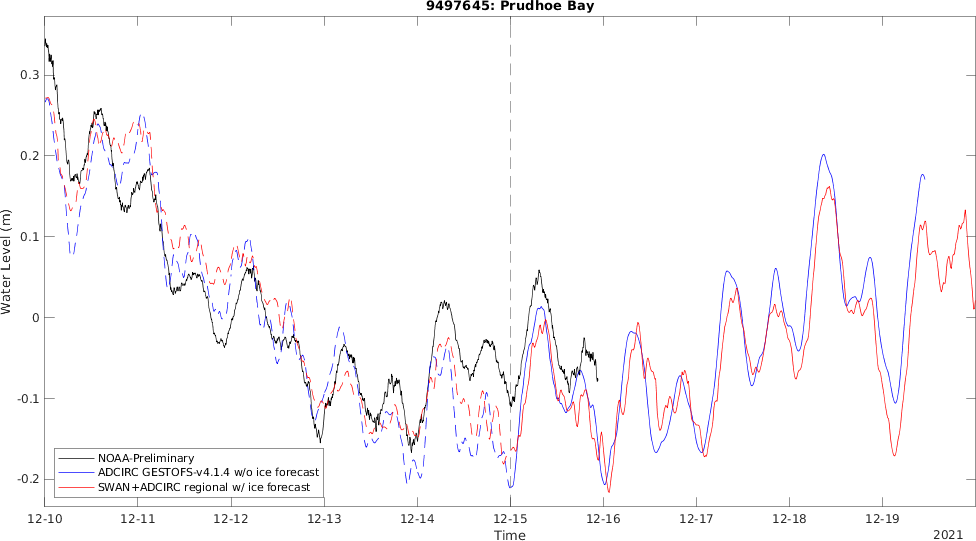 9497645: Prudhoe Bay
Water Level (m)
0.3
0.2
0.1
0
-0.1
-0.2
NOAA-Preliminary
ADCIRC GESTOFS-v4.1.4 w/o ice forecast
SWAN+ADCIRC regional w/ ice forecast
12-10 12-11 12-12 12-13 12-14 12-15 12-16 12-17 12-18 12-19
Time
2021